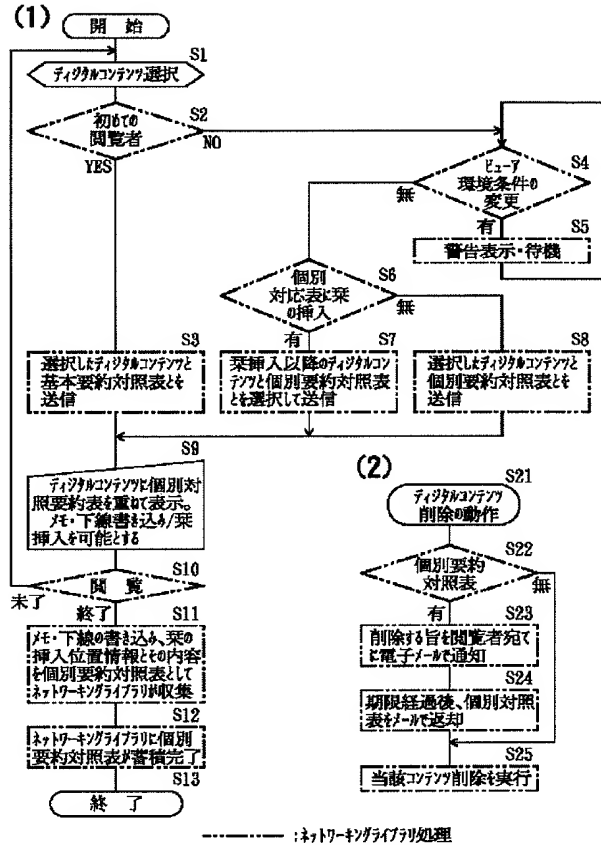 (1)
開 始
S1
ディジタルコンテンツ選択
S2
初めての
閲覧者
NO
YES
S4
ビューア
環境条件の
変更
無
有
S5
警告表示・待機
S6
個別
対応表に栞
の挿入
無
有
S3
選択したディジタルコンテンツと
基本要約対照表とを
送信
S7
栞挿入以降のディジタルコ
ンテンツと個別要約対照表
とを選択して送信
S8
選択したディジタルコンテンツと
個別要約対照表とを
送信
S9
ディジタルコンテンツに個別対
照要約表を重ねて表示。
メモ・下線書き込み/栞
挿入を可能とする
S10
閲 覧
未了
終了
S11
メモ・下線の書き込み、栞の
挿入位置情報とその内容
を個別要約対照表として
ネットワーキングライブラリが収集
S12
ネットワーキングライブラリに個別
要約対照表が蓄積完了
S13
終 了
(2)
S21
ディジタルコンテンツ
削除の動作
S22
個別要約
対照表
無
有
S23
削除する旨を閲覧者宛て
に電子メールで通知
S24
期限経過後、個別対照
表をメールで返却
S25
当該コンテンツ削除を実行
:ネットワーキングライブラリ処理